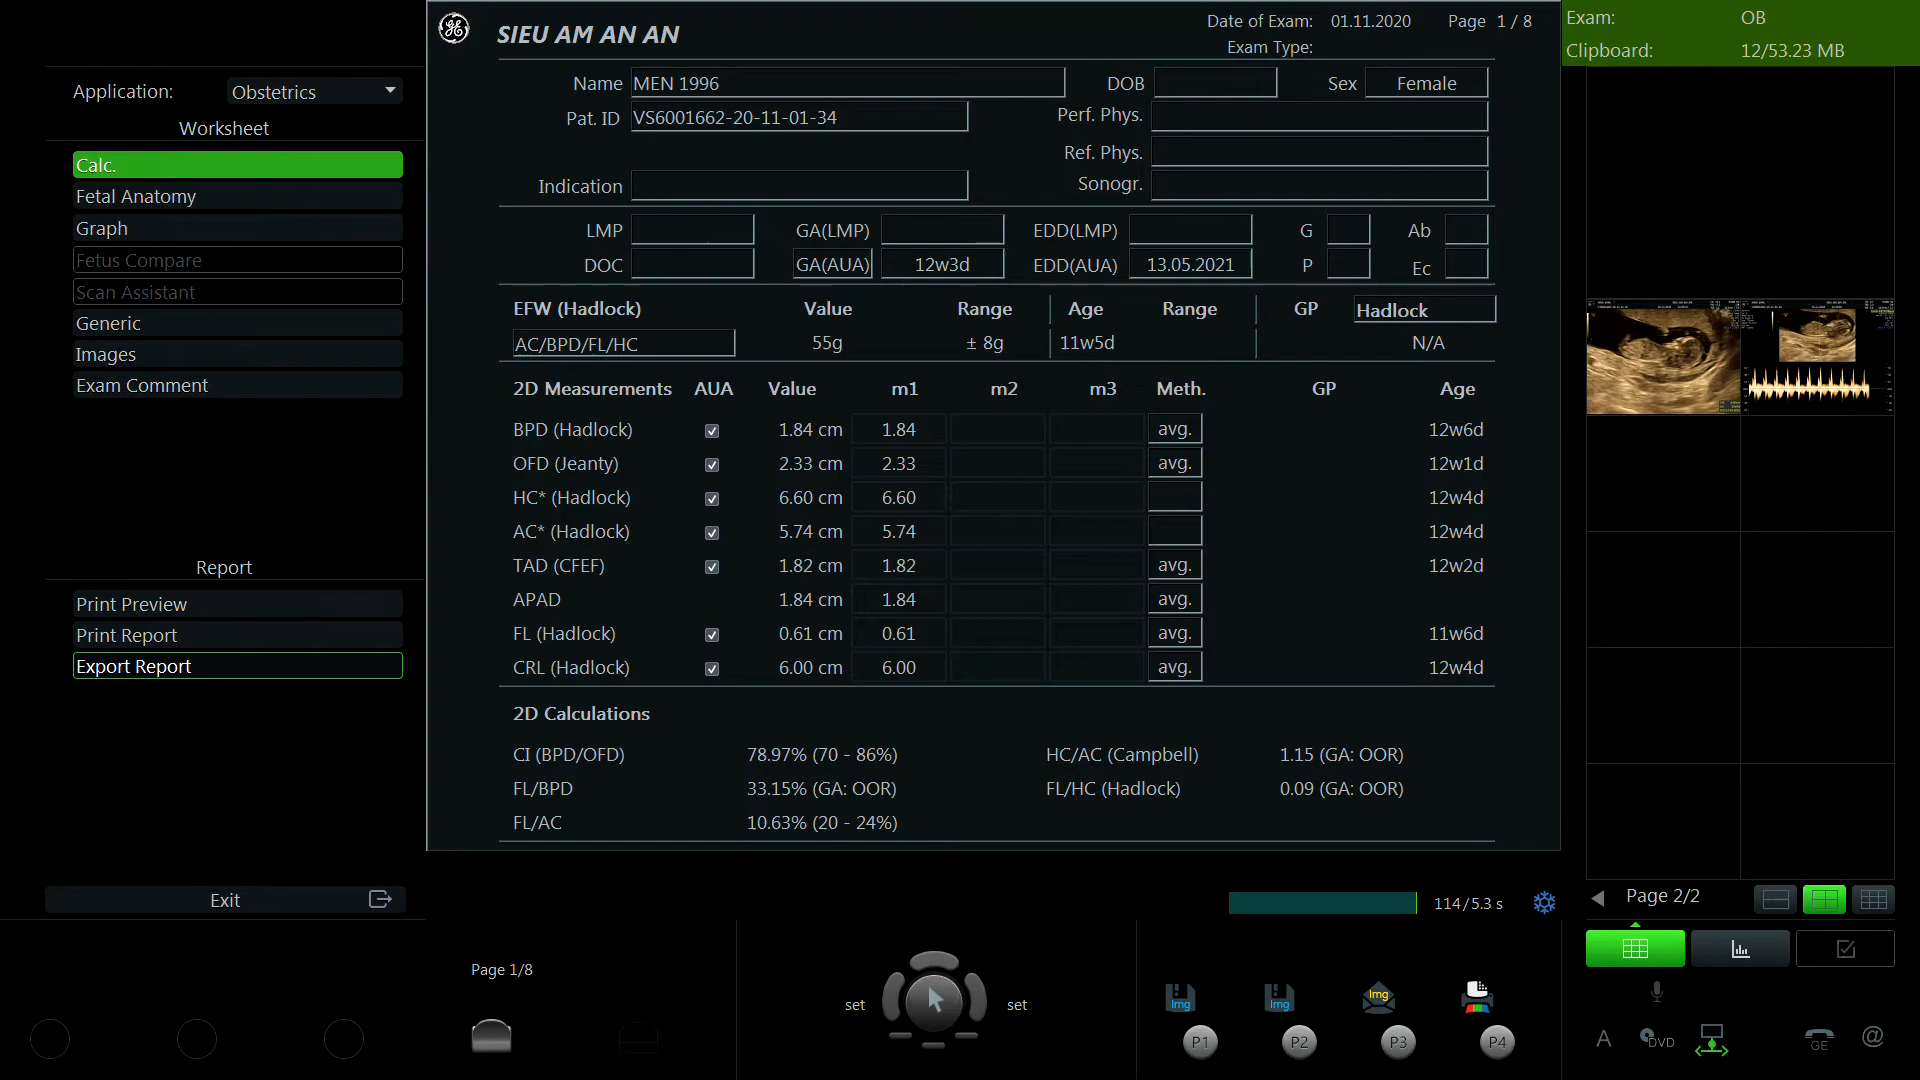 SIEU AM AN AN
Date of Exam: 01.11.2020 Page 1 / 8
Exam Type:
Exam: OB
Clipboard: 12/53.23 MB
Application: Obstetrics
Worksheet
Calc.
Fetal Anatomy
Graph
Fetus Compare
Scan Assistant
Generic
Images
Exam Comment
Report
Print Preview
Print Report
Export Report
Exit
Name MEN 1996 DOB Sex Female
Pat. ID VS6001662-20-11-01-34 Perf. Phys.
Ref. Phys.
Indication Sonogr.
LMP GA(LMP) EDD(LMP) G Ab
DOC GA(AUA) 12w3d EDD(AUA) 13.05.2021 P Ec
EFW (Hadlock) Value Range Age Range GP Hadlock
AC/BPD/FL/HC 55g ± 8g 11w5d N/A
2D Measurements AUA Value m1 m2 m3 Meth. GP Age
BPD (Hadlock) 1.84 cm 1.84 avg. 12w6d
OFD (Jeanty) 2.33 cm 2.33 avg. 12w1d
HC* (Hadlock) 6.60 cm 6.60 12w4d
AC* (Hadlock) 5.74 cm 5.74 12w4d
TAD (CFEF) 1.82 cm 1.82 avg. 12w2d
APAD 1.84 cm 1.84 avg.
FL (Hadlock) 0.61 cm 0.61 avg. 11w6d
CRL (Hadlock) 6.00 cm 6.00 avg. 12w4d
2D Calculations
CI (BPD/OFD) 78.97% (70 - 86%) HC/AC (Campbell) 1.15 (GA: OOR)
FL/BPD 33.15% (GA: OOR) FL/HC (Hadlock) 0.09 (GA: OOR)
FL/AC 10.63% (20 - 24%)
114/5.3 s
Page 2/2
Page 1/8
set set
Img Img Img
P1 P2 P3 P4
A DVD GE @